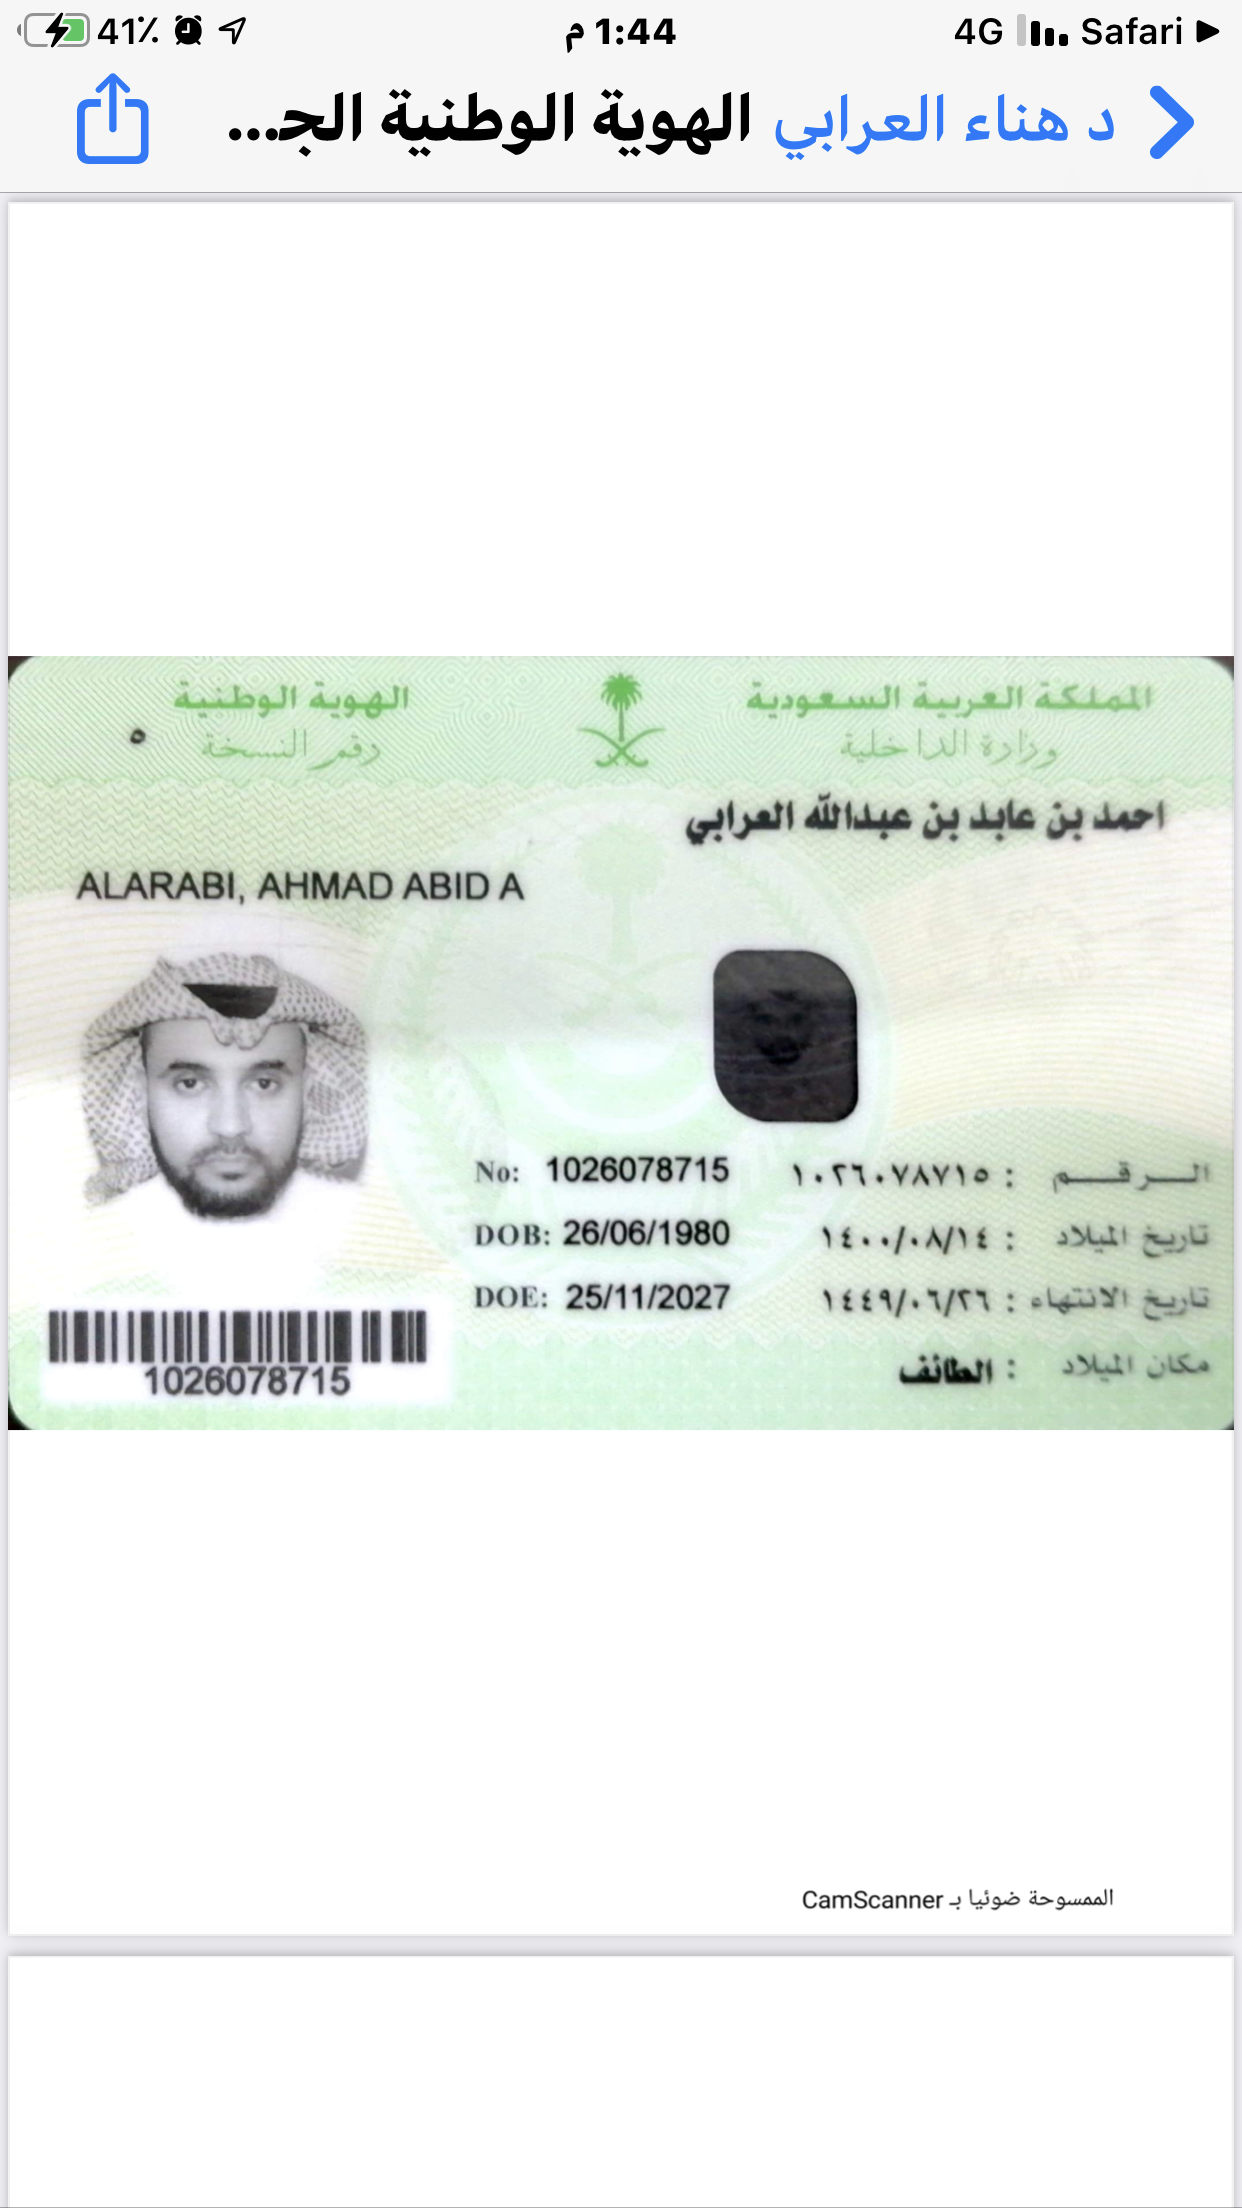 41٪ 1:44 م 4G Safari
د هناء العرابي الهوية الوطنية الجـ...
المملكة العربية السعودية
وزارة الداخلية
الهوية الوطنية
رقم النسخة ٥
احمد بن عابد بن عبدالله العرابي
ALARABI, AHMAD ABID A
الـــرقـــم : ١٠٢٦٠٧٨٧١٥ No: 1026078715
تاريخ الميلاد : ١٤٠٠/٠٨/١٤ DOB: 26/06/1980
تاريخ الانتهاء : ١٤٤٩/٠٦/٢٦ DOE: 25/11/2027
مكان الميلاد : الطائف
1026078715
الممسوحة ضوئيا بـ CamScanner